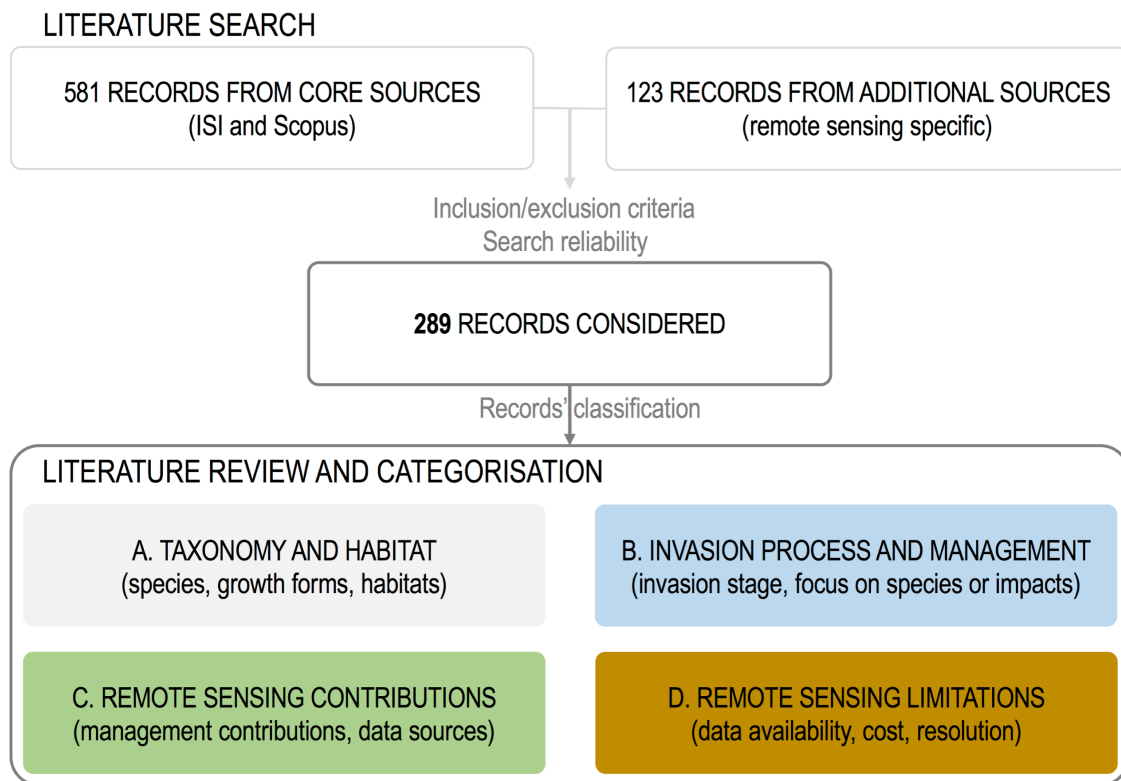 LITERATURE SEARCH
581 RECORDS FROM CORE SOURCES
(ISI and Scopus)
123 RECORDS FROM ADDITIONAL SOURCES
(remote sensing specific)
Inclusion/exclusion criteria
Search reliability
289 RECORDS CONSIDERED
Records' classification
LITERATURE REVIEW AND CATEGORISATION
A. TAXONOMY AND HABITAT
(species, growth forms, habitats)
B. INVASION PROCESS AND MANAGEMENT
(invasion stage, focus on species or impacts)
C. REMOTE SENSING CONTRIBUTIONS
(management contributions, data sources)
D. REMOTE SENSING LIMITATIONS
(data availability, cost, resolution)